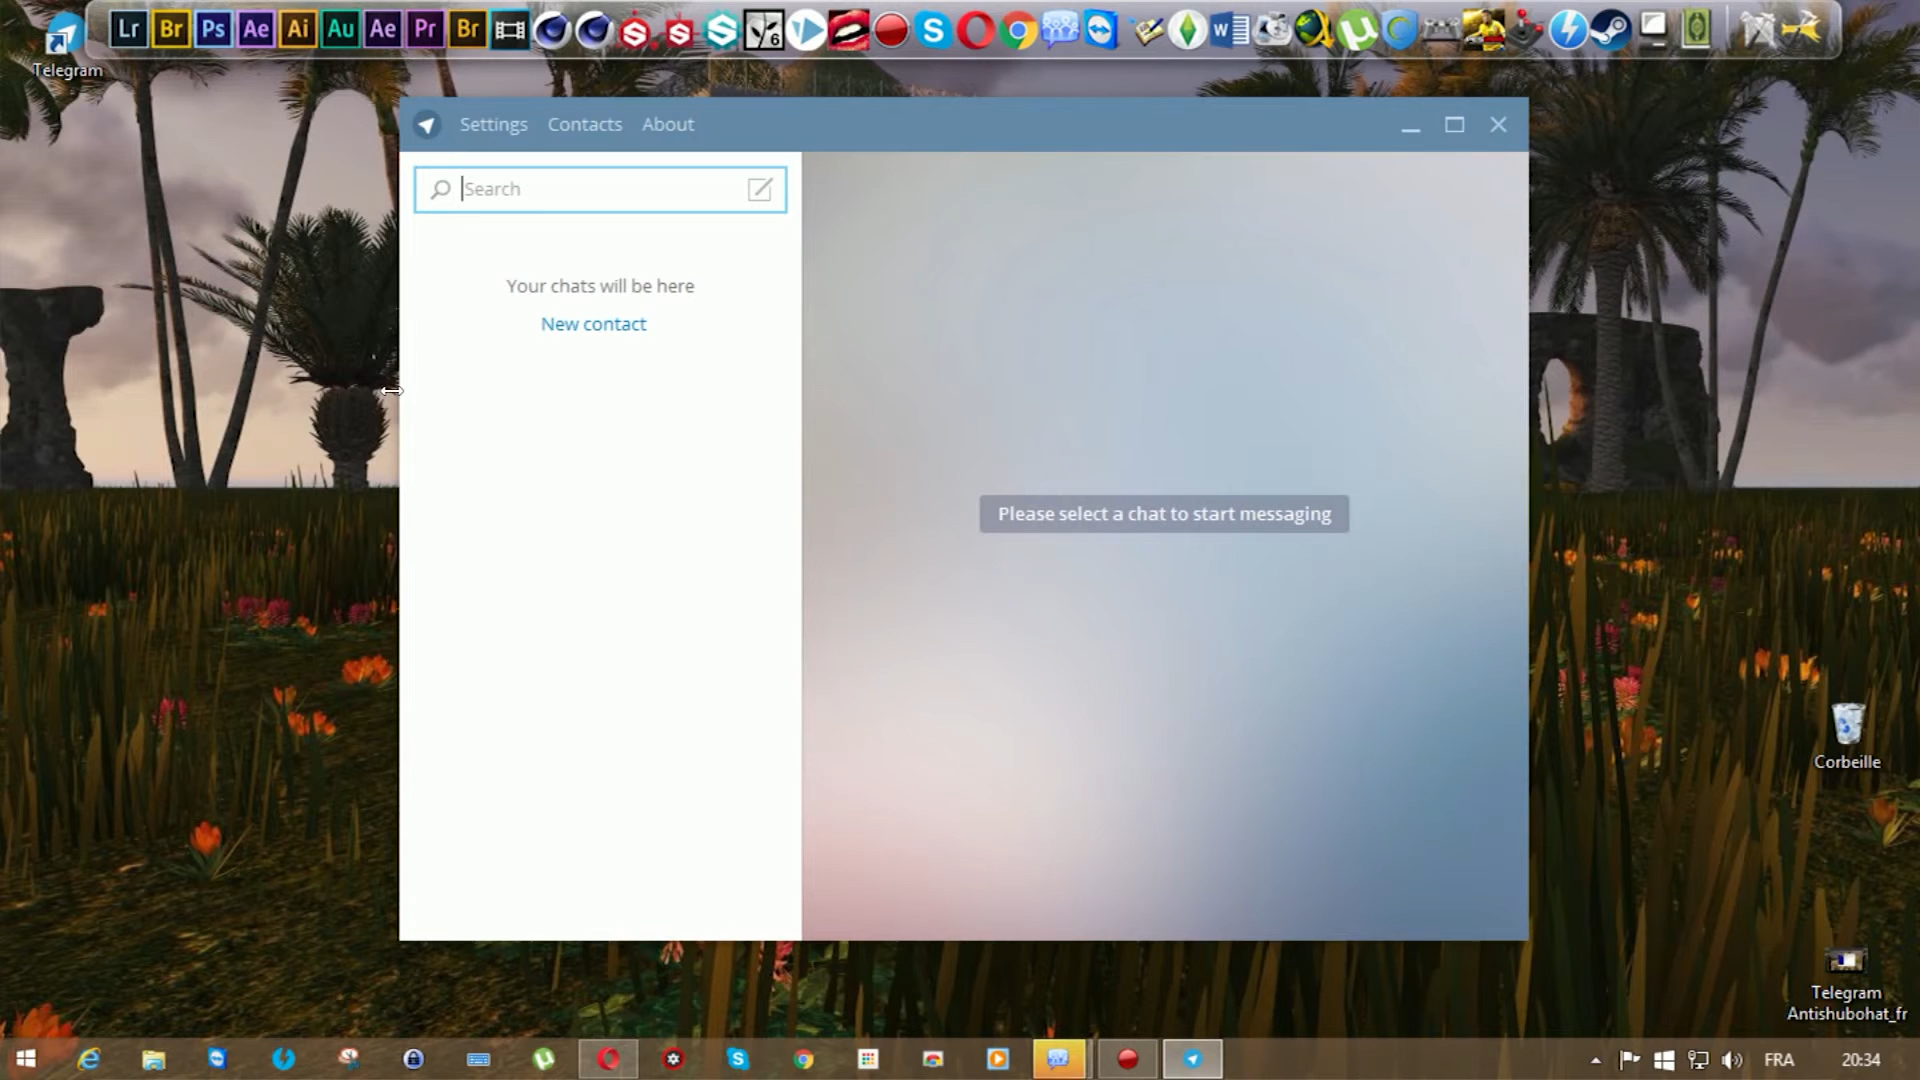 Lr Br Ps Ae Ai Au Ae Pr Br
6
S
W
Telegram
Settings Contacts About
Search
Your chats will be here
New contact
Please select a chat to start messaging
Corbeille
Telegram
Antishubohat_fr
FRA 20:34